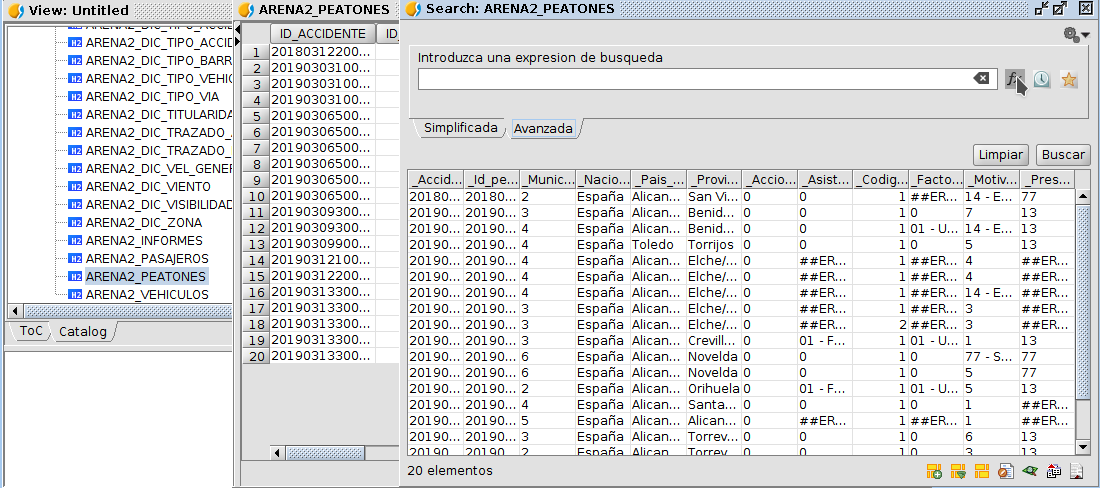 View: Untitled
ARENA2_DIC_TIPO_ACCID
ARENA2_DIC_TIPO_BARR
ARENA2_DIC_TIPO_VEHIC
ARENA2_DIC_TIPO_VIA
ARENA2_DIC_TITULARIDA
ARENA2_DIC_TRAZADO_
ARENA2_DIC_TRAZADO_
ARENA2_DIC_VEL_GENER
ARENA2_DIC_VIENTO
ARENA2_DIC_VISIBILIDAD
ARENA2_DIC_ZONA
ARENA2_INFORMES
ARENA2_PASAJEROS
ARENA2_PEATONES
ARENA2_VEHICULOS
ToC Catalog
ARENA2_PEATONES
ID_ACCIDENTE ID_
1 20180312200...
2 20190303100...
3 20190303100...
4 20190303100...
5 20190306500...
6 20190306500...
7 20190306500...
8 20190306500...
9 20190306500...
10 20190306500...
11 20190309300...
12 20190309300...
13 20190309900...
14 20190312100...
15 20190312200...
16 20190313300...
17 20190313300...
18 20190313300...
19 20190313300...
20 20190313300...
Search: ARENA2_PEATONES
Introduzca una expresion de busqueda
Simplificada Avanzada
Limpiar Buscar
_Accid... _Id_pe... _Munic... _Nacio... _Pais_... _Provi... _Accio... _Asist... _Codig... _Facto... _Motiv... _Pres...
20180... 20180... 2 España Alican... San Vi... 0 0 1 ##ER... 14 - E... 77
20190... 20190... 3 España Alican... Benid... 0 0 1 0 7 13
20190... 20190... 4 España Alican... Benid... 0 0 1 01 - U... 14 - E... 13
20190... 20190... 4 España Toledo Torrijos 0 0 1 0 5 13
20190... 20190... 4 España Alican... Elche/... 0 ##ER... 1 ##ER... 4 ##ER...
20190... 20190... 4 España Alican... Elche/... 0 ##ER... 1 ##ER... 4 ##ER...
20190... 20190... 4 España Alican... Elche/... 0 ##ER... 1 ##ER... 14 - E... ##ER...
20190... 20190... 3 España Alican... Elche/... 0 ##ER... 1 ##ER... 3 ##ER...
20190... 20190... 3 España Alican... Elche/... 0 ##ER... 2 ##ER... 3 ##ER...
20190... 20190... 3 España Alican... Crevill... 0 01 - F... 1 01 - U... 1 13
20190... 20190... 6 España Alican... Novelda 0 0 1 0 77 - S... 77
20190... 20190... 6 España Alican... Novelda 0 0 1 0 5 77
20190... 20190... 2 España Alican... Orihuela 0 01 - F... 1 01 - U... 5 13
20190... 20190... 4 España Alican... Santa... 0 0 1 0 1 ##ER...
20190... 20190... 5 España Alican... Alican... 0 ##ER... 1 ##ER... 1 ##ER...
20190... 20190... 3 España Alican... Torrev... 0 0 1 0 6 13
20190... 20190... 2 España Alican... Torrev... 0 0 1 0 3 13
20 elementos